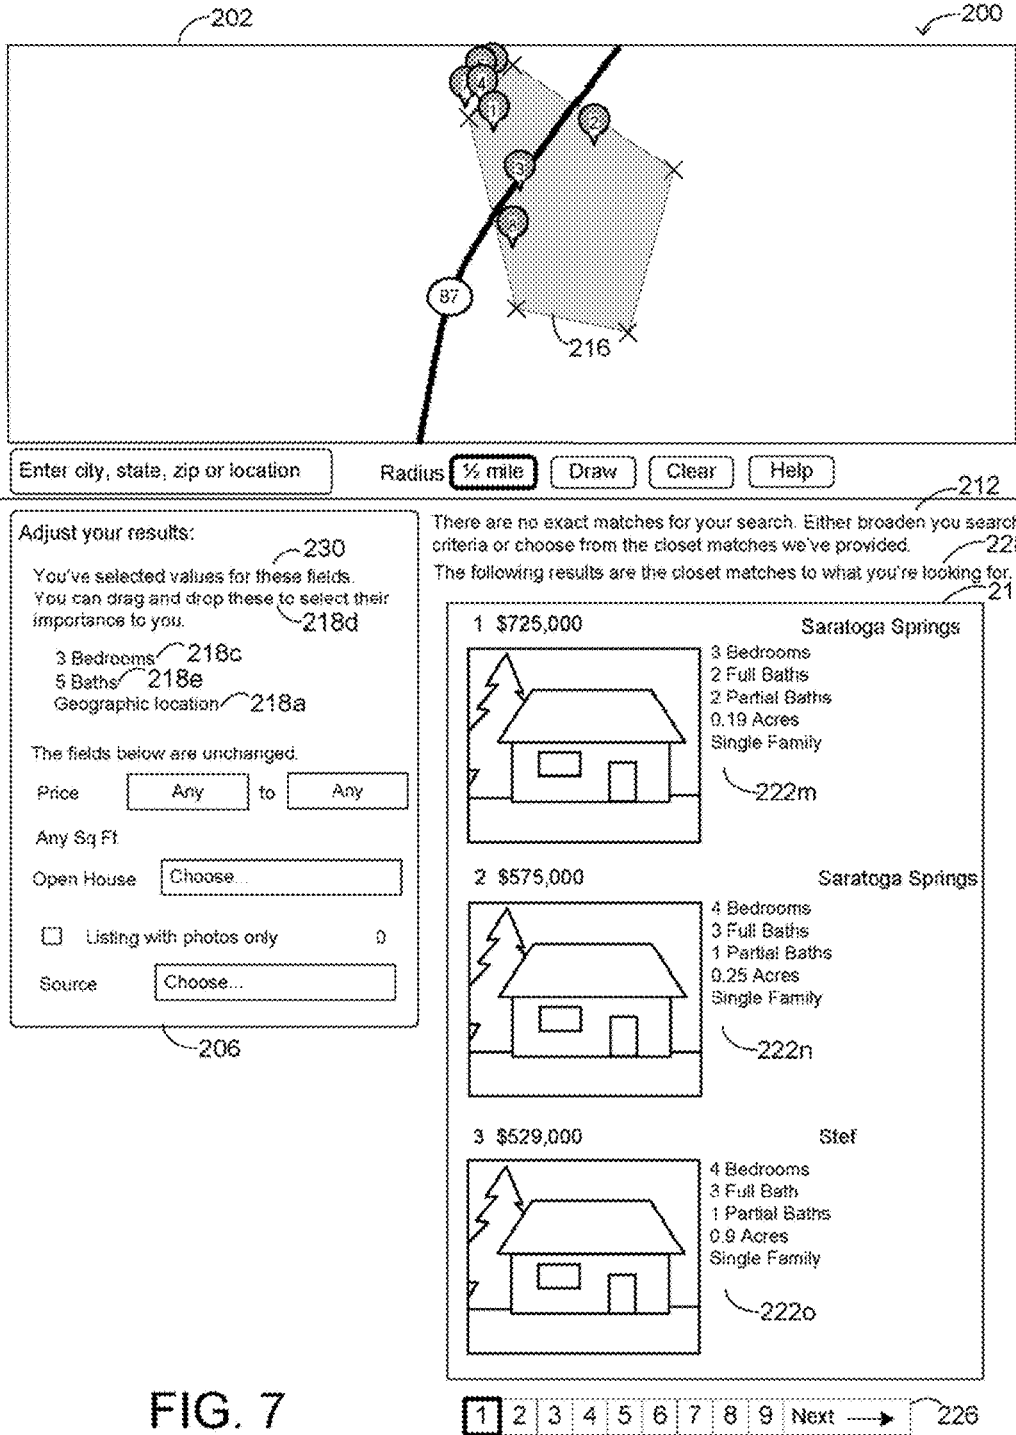 202
200
4
1
2
3
87
216
Enter city, state, zip or location Radius ½ mile Draw Clear Help
212
Adjust your results:
230
You've selected values for these fields.
You can drag and drop these to select their
importance to you.
218d
3 Bedrooms 218c
5 Baths 218e
Geographic location 218a
The fields below are unchanged.
Price Any to Any
Any Sq Ft
Open House Choose...
Listing with photos only 0
Source Choose...
206
There are no exact matches for your search. Either broaden you search
criteria or choose from the closet matches we've provided.
22
The following results are the closet matches to what you're looking for.
21
1 $725,000 Saratoga Springs
3 Bedrooms
2 Full Baths
2 Partial Baths
0.19 Acres
Single Family
222m
2 $575,000 Saratoga Springs
4 Bedrooms
3 Full Baths
1 Partial Baths
0.25 Acres
Single Family
222n
3 $529,000 Stef
4 Bedrooms
3 Full Bath
1 Partial Baths
0.9 Acres
Single Family
222o
FIG. 7
1 2 3 4 5 6 7 8 9 Next
226